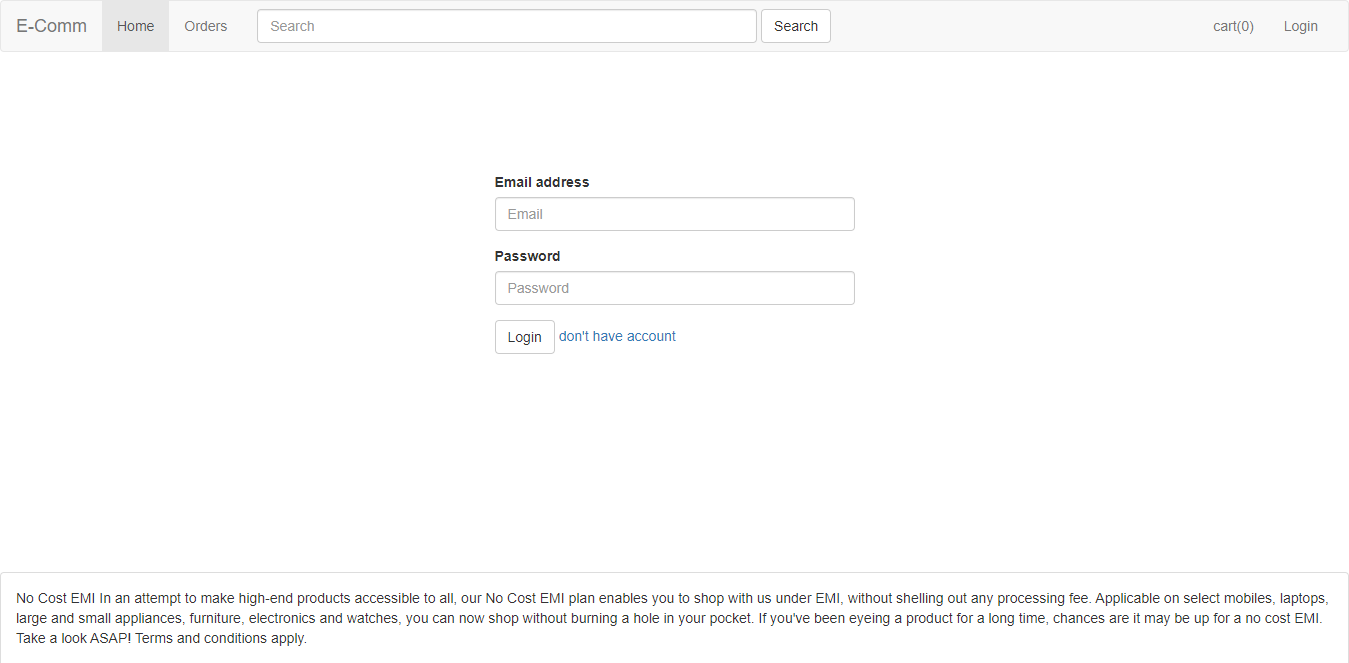 E-Comm Home Orders Search Search cart(0) Login
Email address
Email
Password
Password
Login don't have account
No Cost EMI In an attempt to make high-end products accessible to all, our No Cost EMI plan enables you to shop with us under EMI, without shelling out any processing fee. Applicable on select mobiles, laptops,
large and small appliances, furniture, electronics and watches, you can now shop without burning a hole in your pocket. If you've been eyeing a product for a long time, chances are it may be up for a no cost EMI.
Take a look ASAP! Terms and conditions apply.